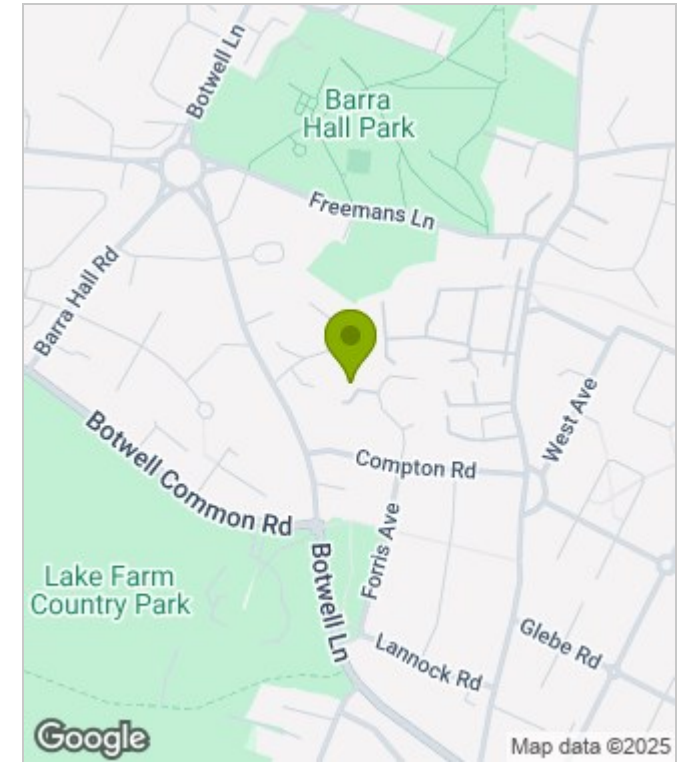 Botwell Ln
Barra
Hall Park
Freemans Ln
Barra Hall Rd
West Ave
Botwell Common Rd
Compton Rd
Forris Ave
Botwell Ln
Lake Farm
Country Park
Glebe Rd
Lannock Rd
Google
Map data ©2025